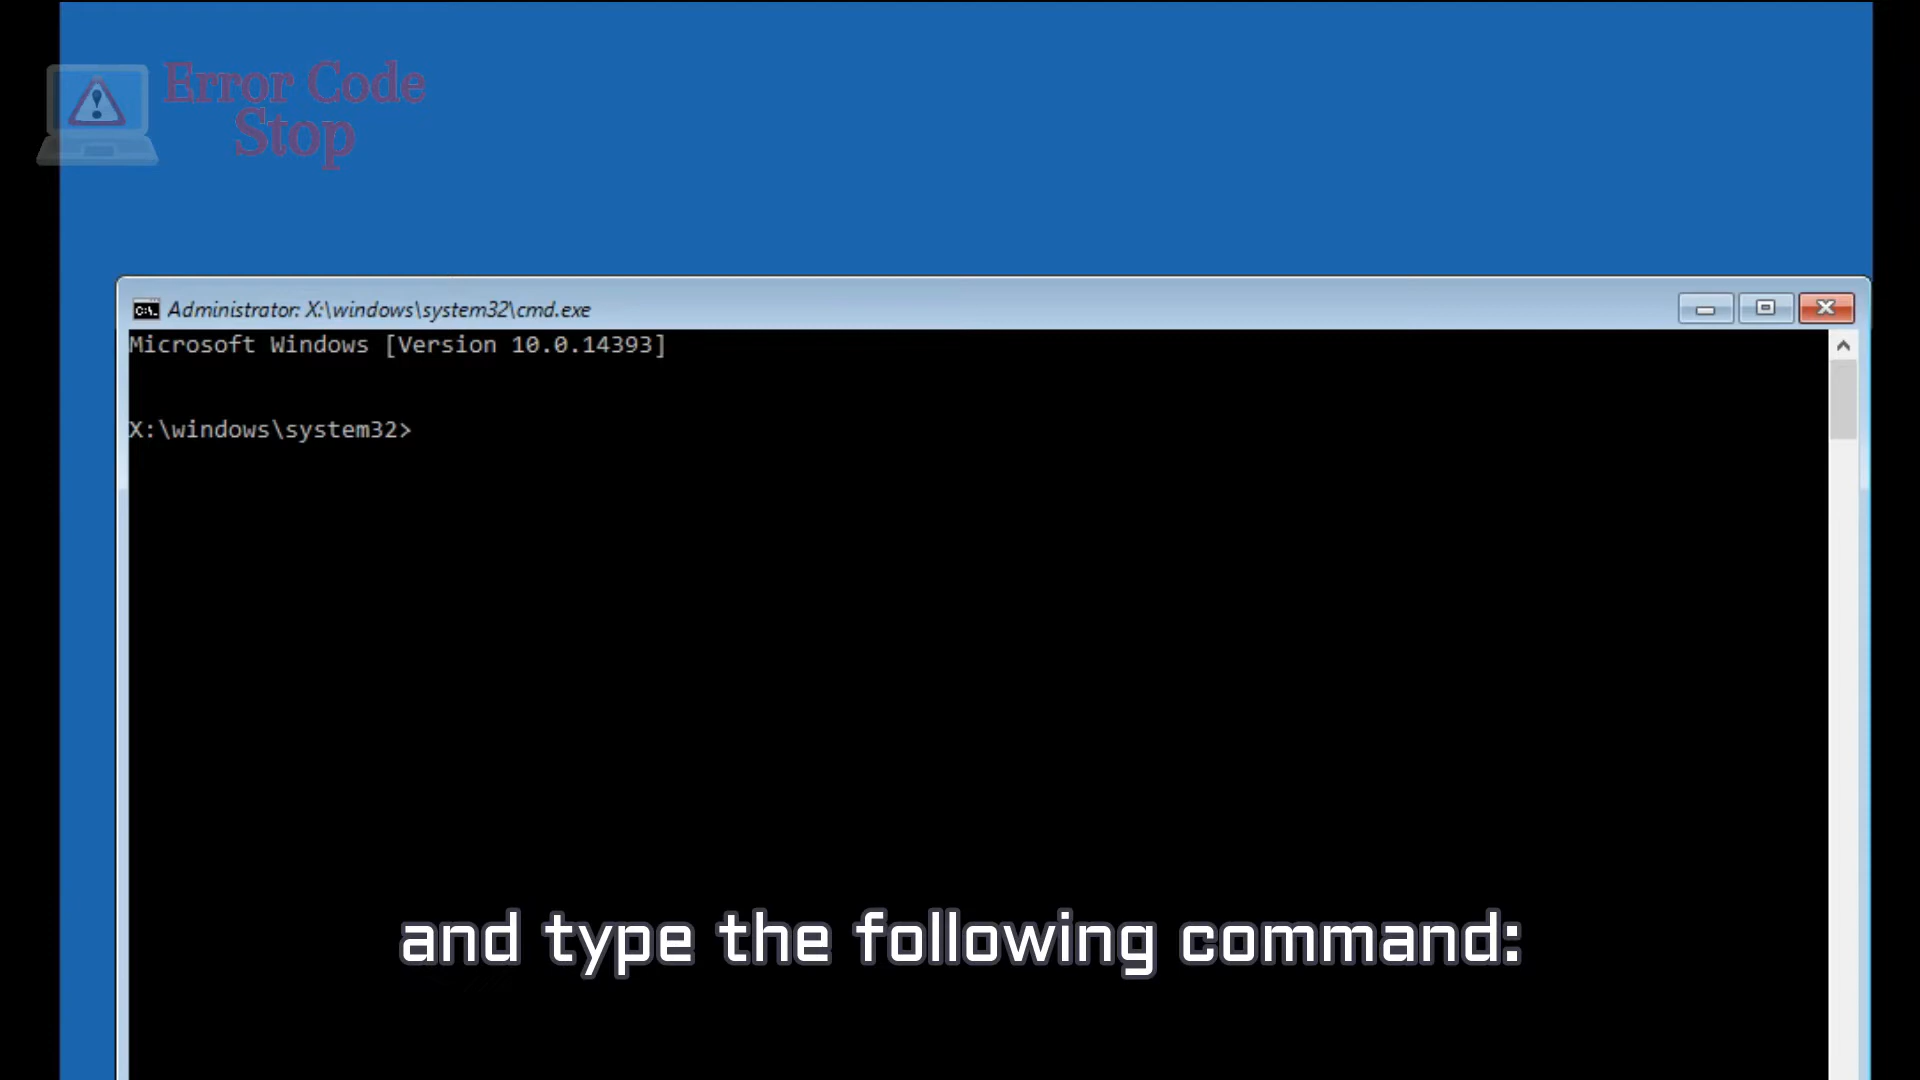 Error Code
Stop
Administrator: X:\windows\system32\cmd.exe
Microsoft Windows [Version 10.0.14393]
X:\windows\system32>
and type the following command: